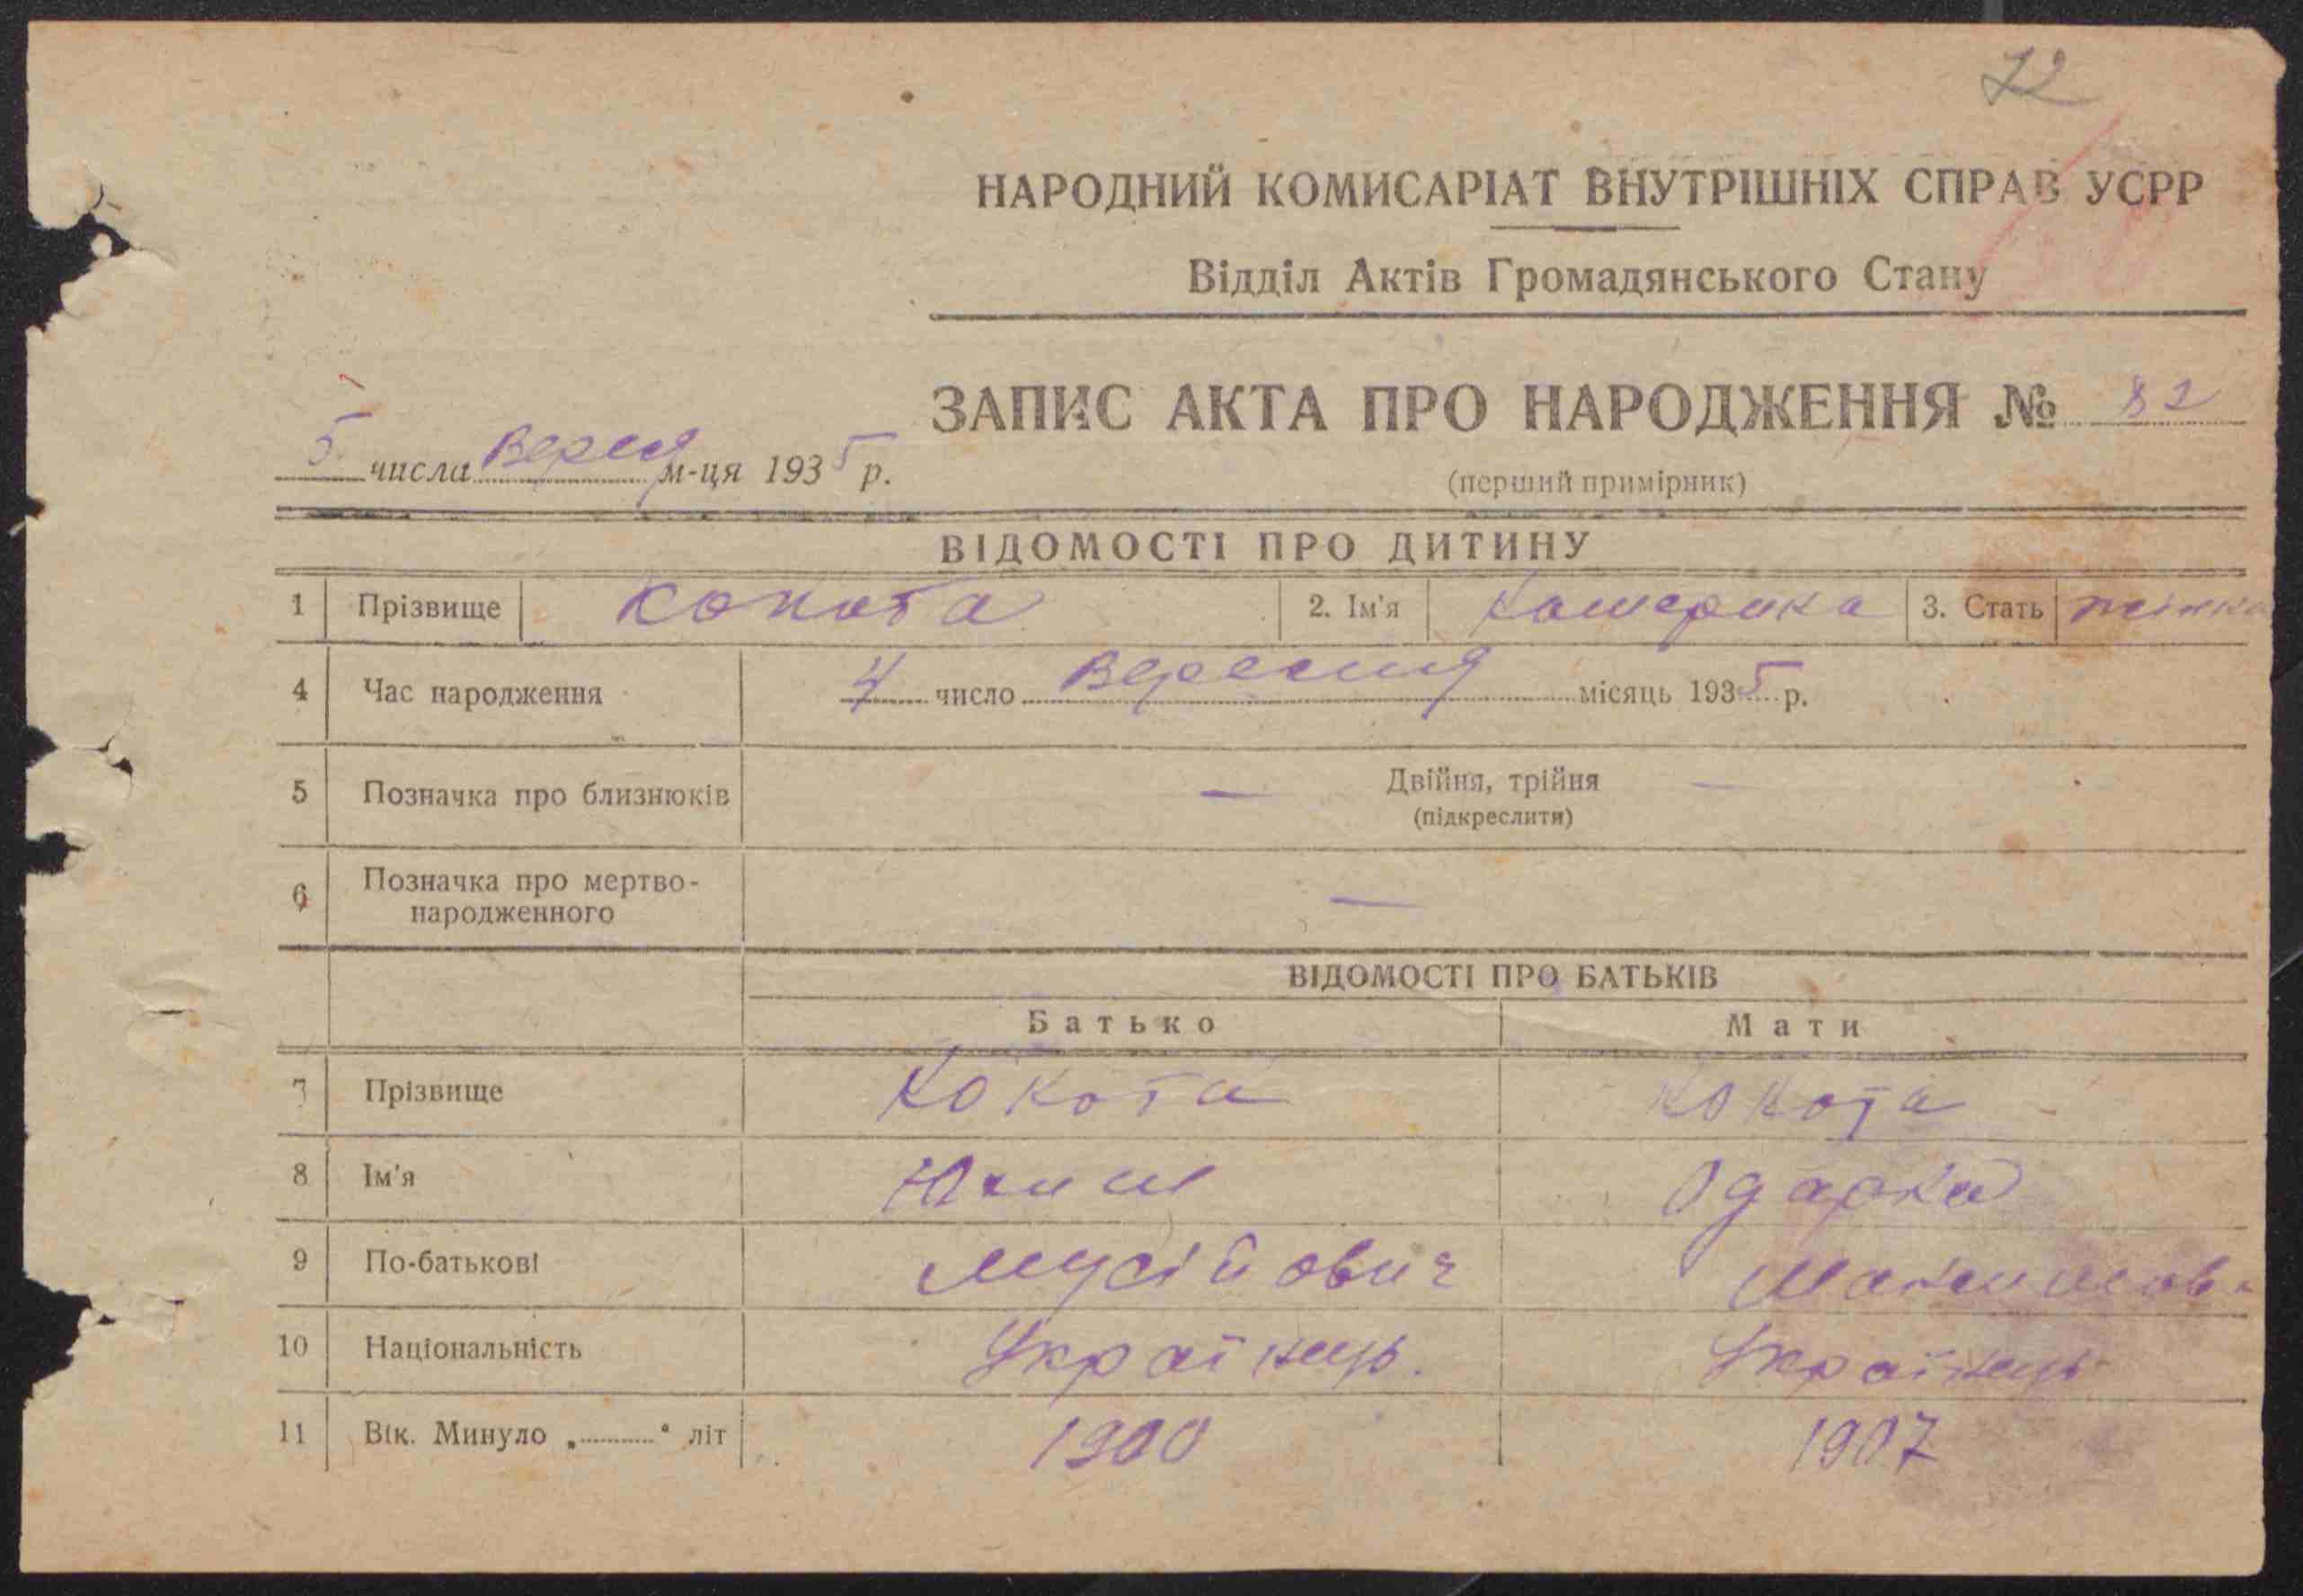 72
НАРОДНИЙ КОМИСАРІАТ ВНУТРІШНІХ СПРАВ УСРР
Відділ Актів Громадянського Стану
ЗАПИС АКТА ПРО НАРОДЖЕННЯ № 82
5 числа Вересня м-ця 1935 р.
(перший примірник)
ВІДОМОСТІ ПРО ДИТИНУ
1 Прізвище Кокота 2. Ім'я Катерина 3. Стать жінка
4 Час народження 4 число Вересня місяць 1935 р.
5 Позначка про близнюків — Двійня, трійня —
(підкреслити)
6 Позначка про мертво-
народженного —
ВІДОМОСТІ ПРО БАТЬКІВ
Батько Мати
7 Прізвище Кокота Кокота
8 Ім'я Юхим Одарка
9 По-батькові Мусійович Максимов.
10 Національність Українець. Українець
11 Вік. Минуло „..........“ літ 1900 1907